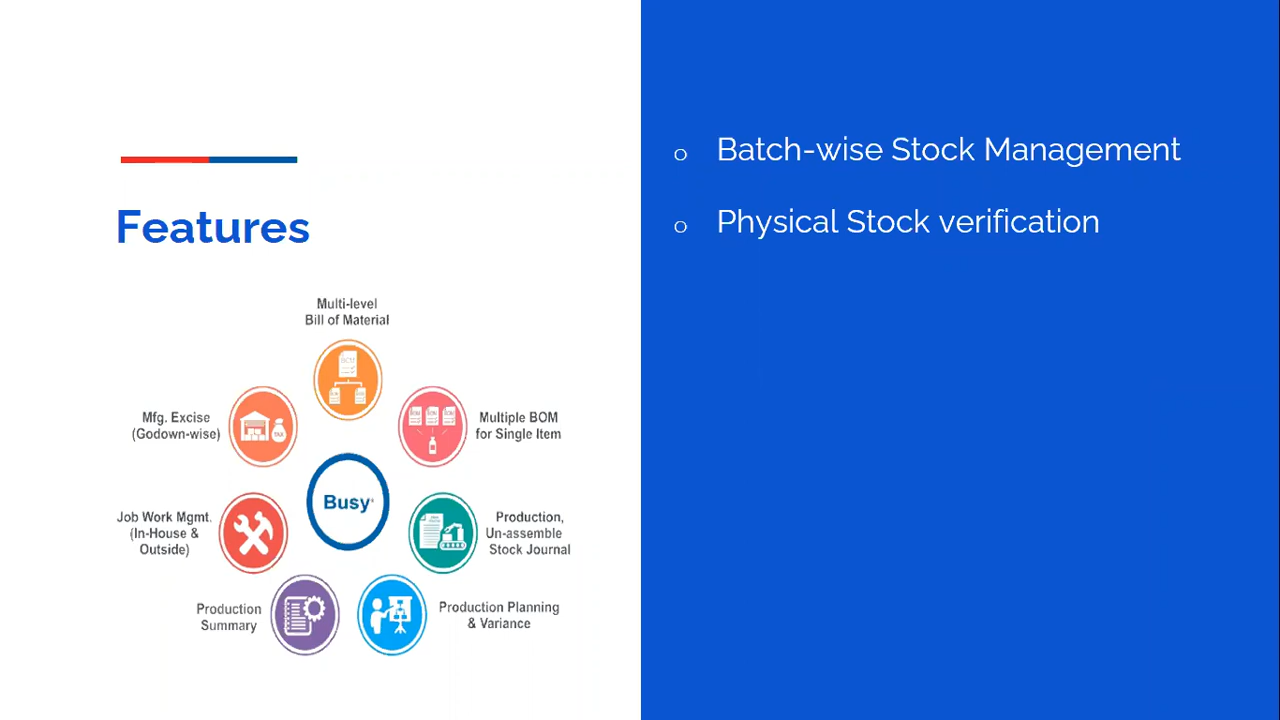 Features
Multi-level
Bill of Material
Mfg. Excise
(Godown-wise)
Multiple BOM
for Single Item
Busy
Job Work Mgmt.
(In-House &
Outside)
Production,
Un-assemble
Stock Journal
Production
Summary
Production Planning
& Variance
Batch-wise Stock Management
Physical Stock verification